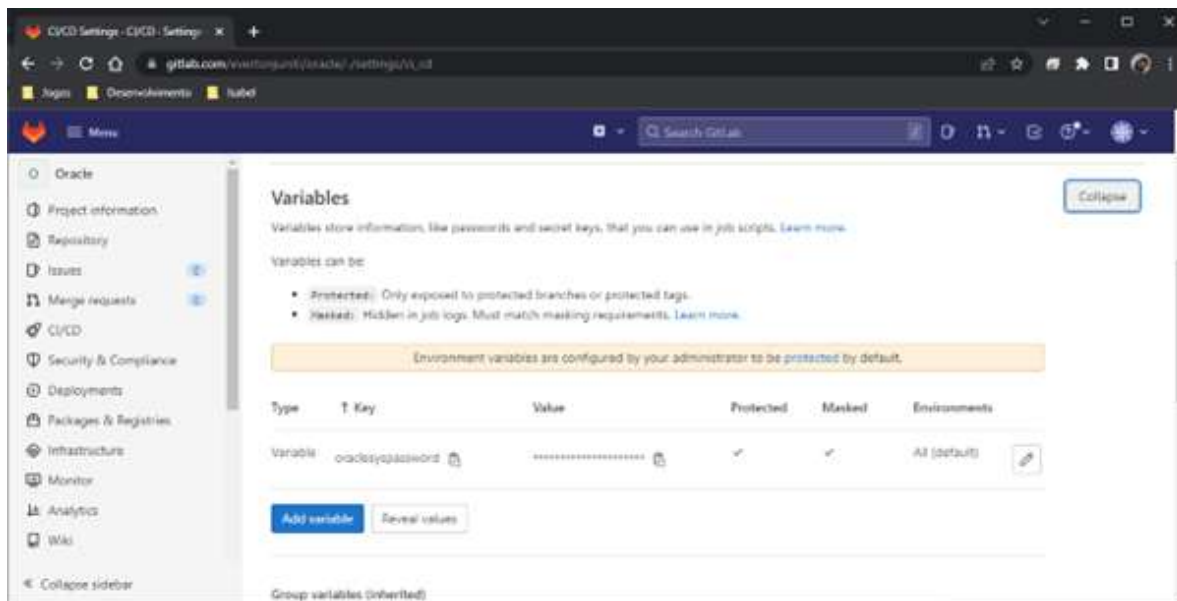 CI/CD Settings · CI/CD · Settings
gitlab.com/
Jogos Desenvolvimento Isabel
Menu
Search GitLab
O Oracle
Project information
Repository
Issues 0
Merge requests 0
CI/CD
Security & Compliance
Deployments
Packages & Registries
Infrastructure
Monitor
Analytics
Wiki
Collapse sidebar
Variables
Collapse
Variables store information, like passwords and secret keys, that you can use in job scripts. Learn more.
Variables can be:
Protected: Only exposed to protected branches or protected tags.
Masked: Hidden in job logs. Must match masking requirements. Learn more.
Environment variables are configured by your administrator to be protected by default.
Type ↑ Key Value Protected Masked Environments
Variable oraclesyspassword ********************* All (default)
Add variable Reveal values
Group variables (inherited)